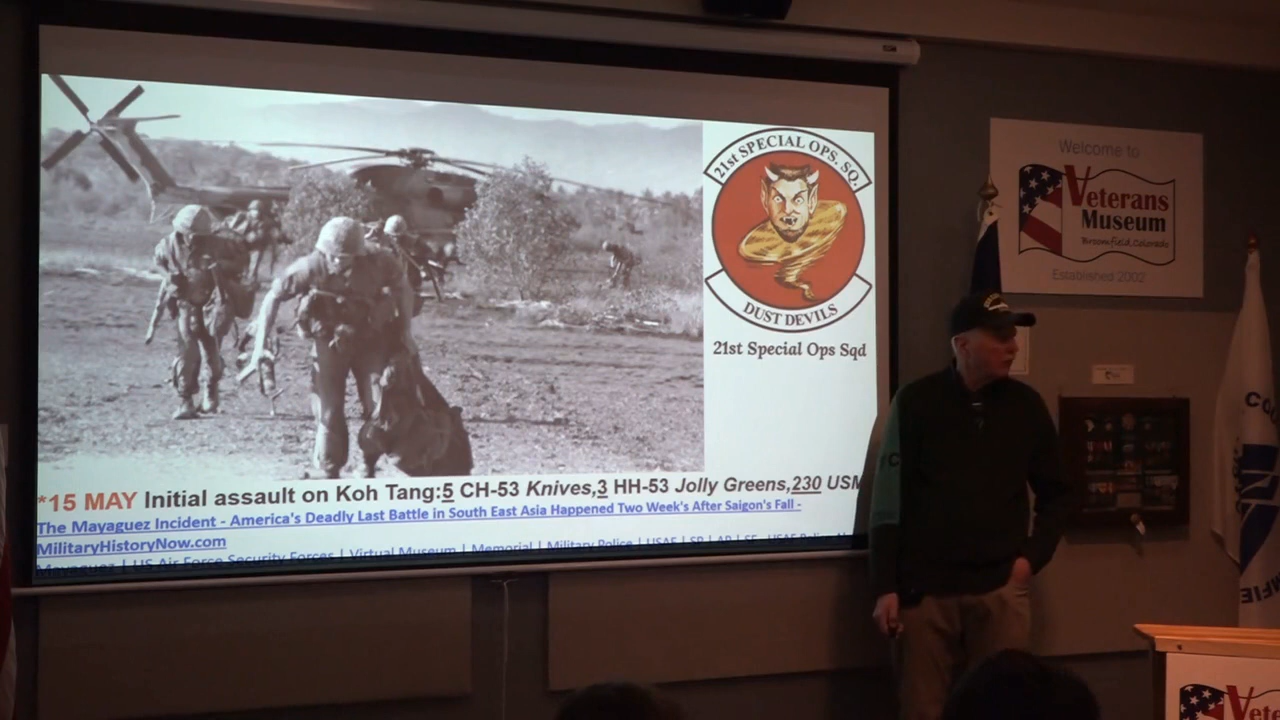 21st SPECIAL OPS. SQ.
DUST DEVILS
21st Special Ops Sqd
*15 MAY Initial assault on Koh Tang:5 CH-53 Knives,3 HH-53 Jolly Greens,230 USM
The Mayaguez Incident - America's Deadly Last Battle in South East Asia Happened Two Week's After Saigon's Fall -
MilitaryHistoryNow.com
Mayaguez | US Air Force Security Forces | Virtual Museum | Memorial | Military Police | USAF | SP | AP | SF - USAF Police
Welcome to
Veterans
Museum
Broomfield, Colorado
Established 2002
CO
Vete